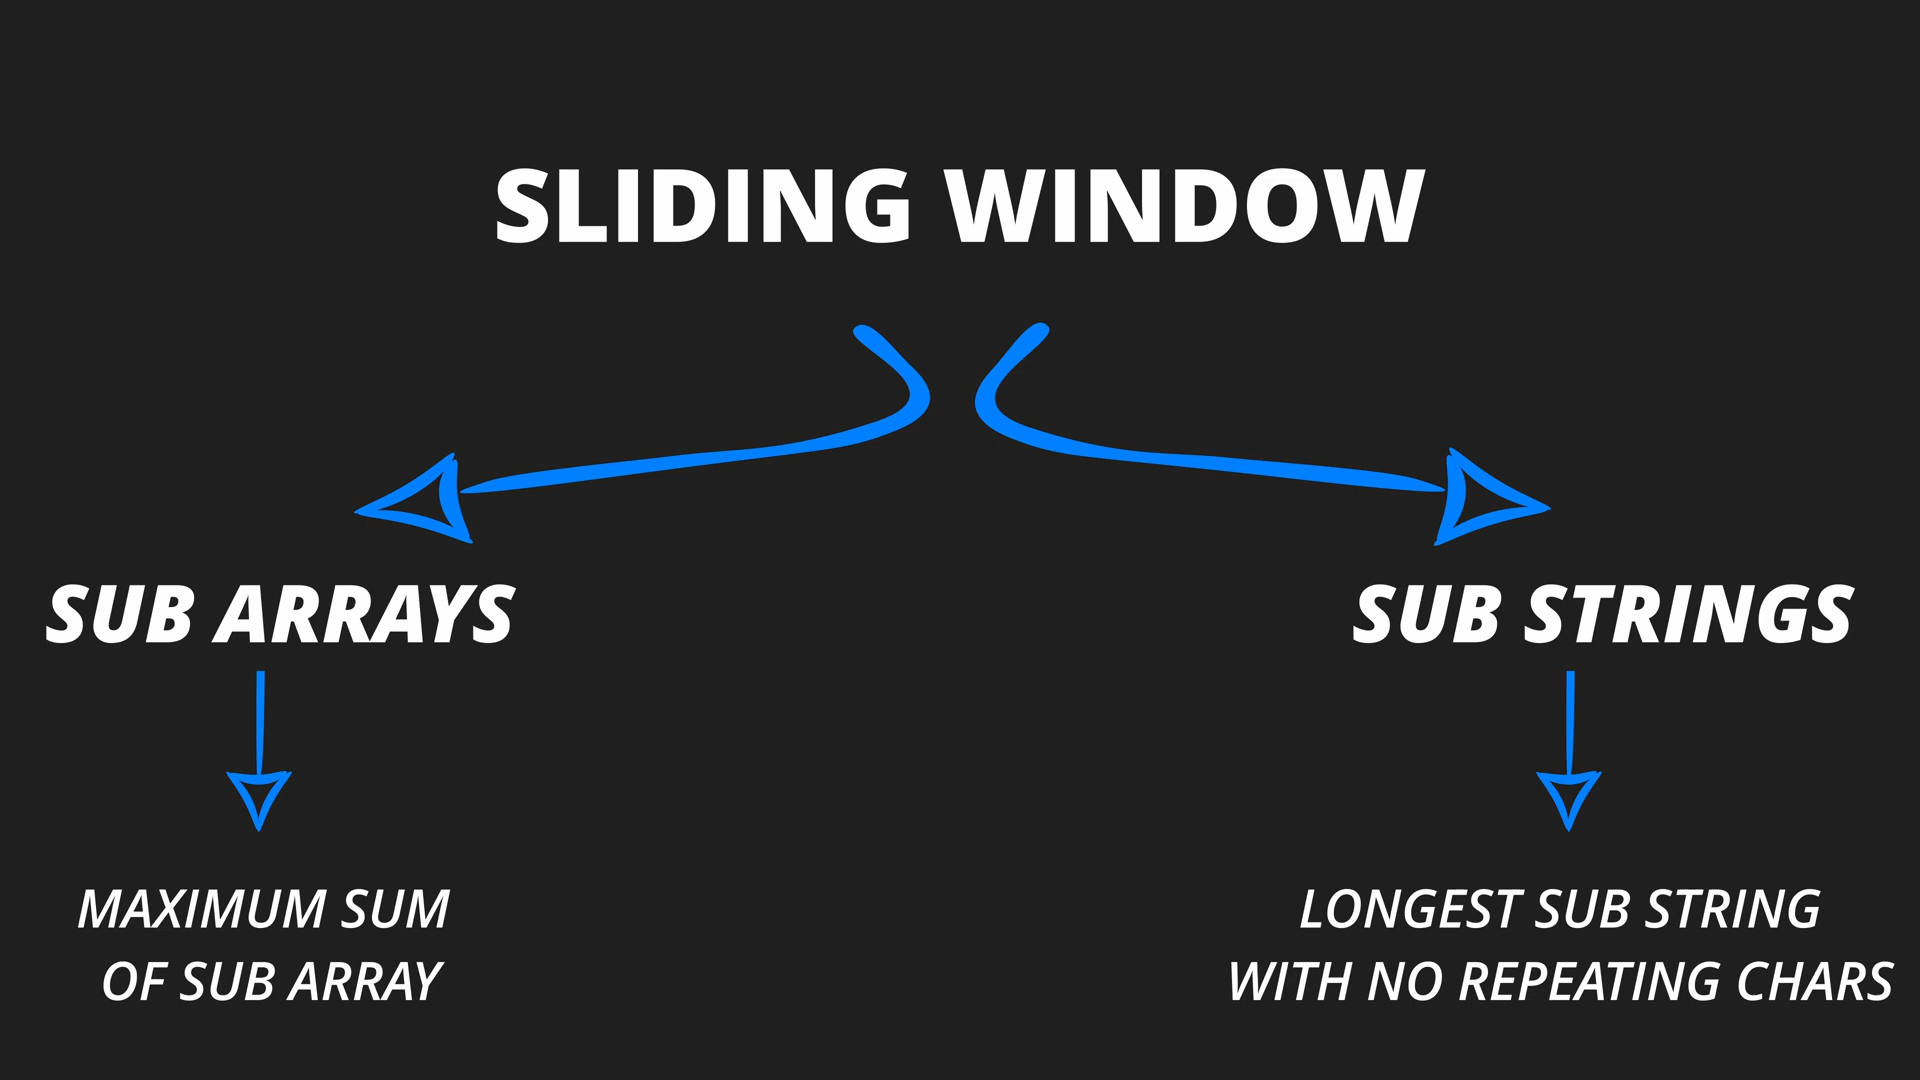 SLIDING WINDOW
SUB ARRAYS
SUB STRINGS
MAXIMUM SUM
OF SUB ARRAY
LONGEST SUB STRING
WITH NO REPEATING CHARS